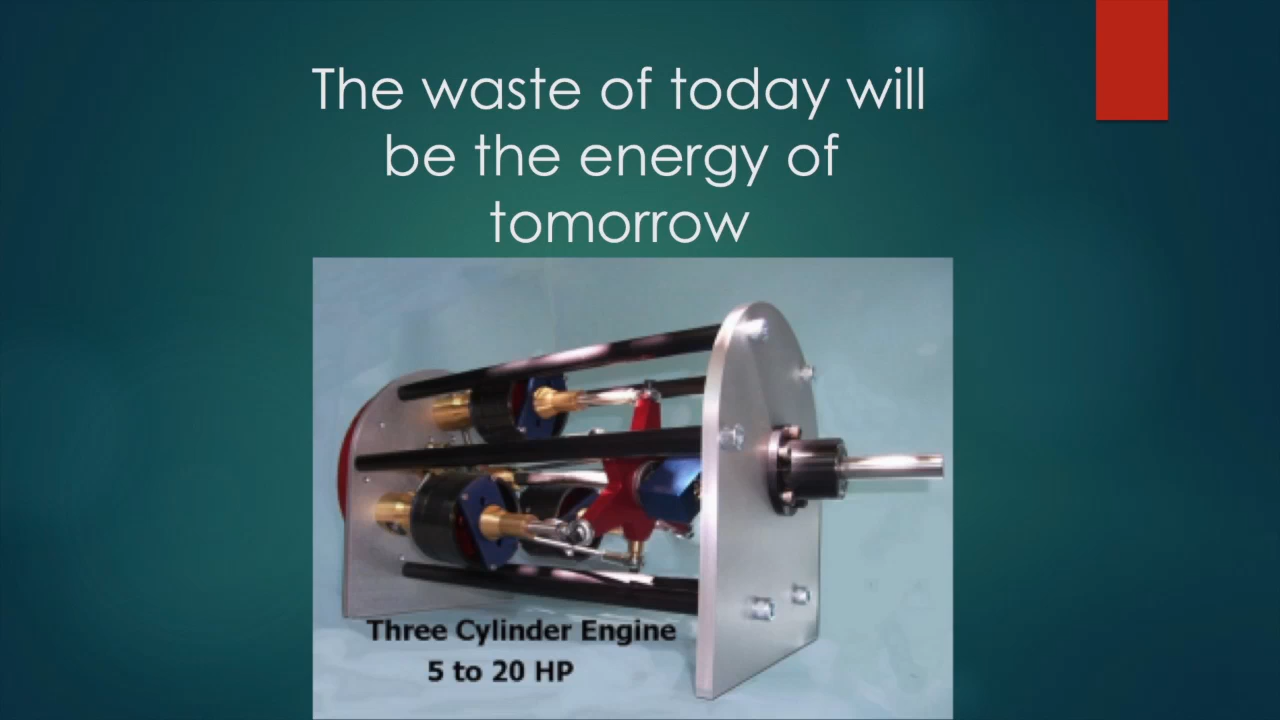 The waste of today will
be the energy of
tomorrow
Three Cylinder Engine
5 to 20 HP